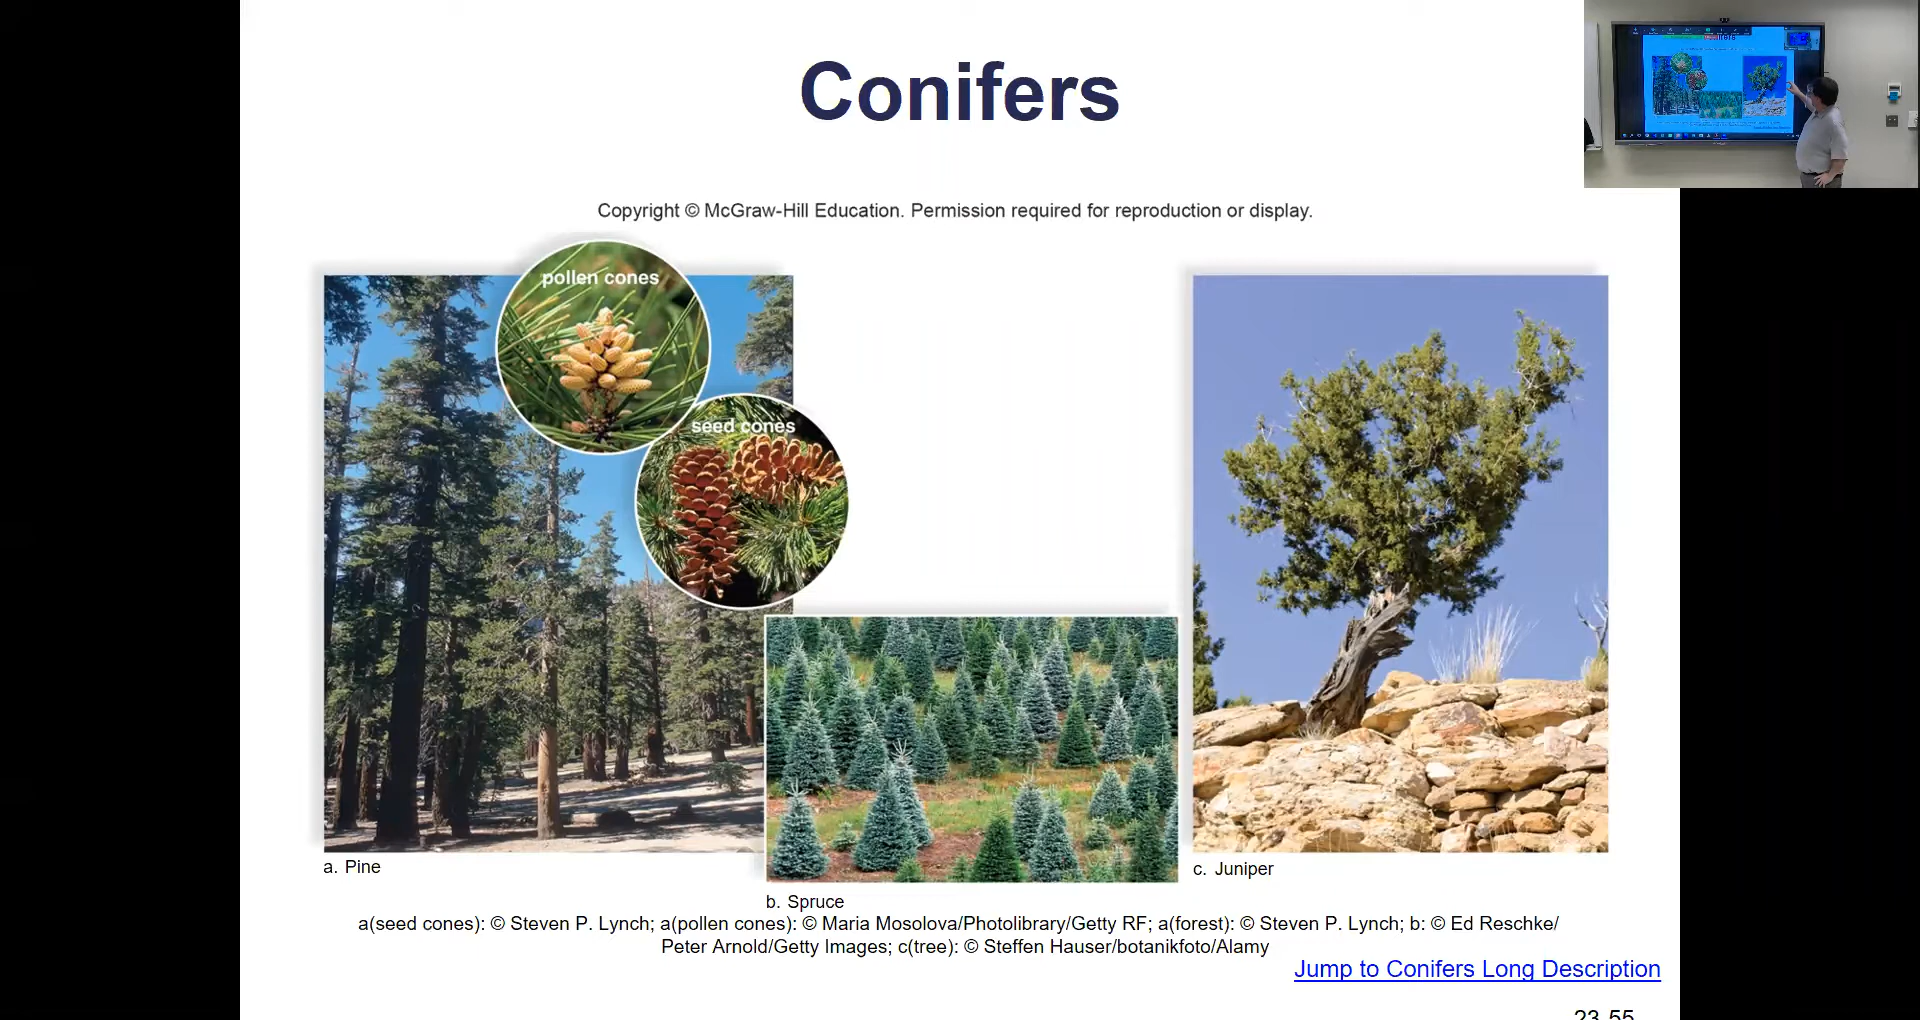 Conifers
Copyright © McGraw-Hill Education. Permission required for reproduction or display.
pollen cones
seed cones
a. Pine
b. Spruce
c. Juniper
a(seed cones): © Steven P. Lynch; a(pollen cones): © Maria Mosolova/Photolibrary/Getty RF; a(forest): © Steven P. Lynch; b: © Ed Reschke/
Peter Arnold/Getty Images; c(tree): © Steffen Hauser/botanikfoto/Alamy
Jump to Conifers Long Description
23-55